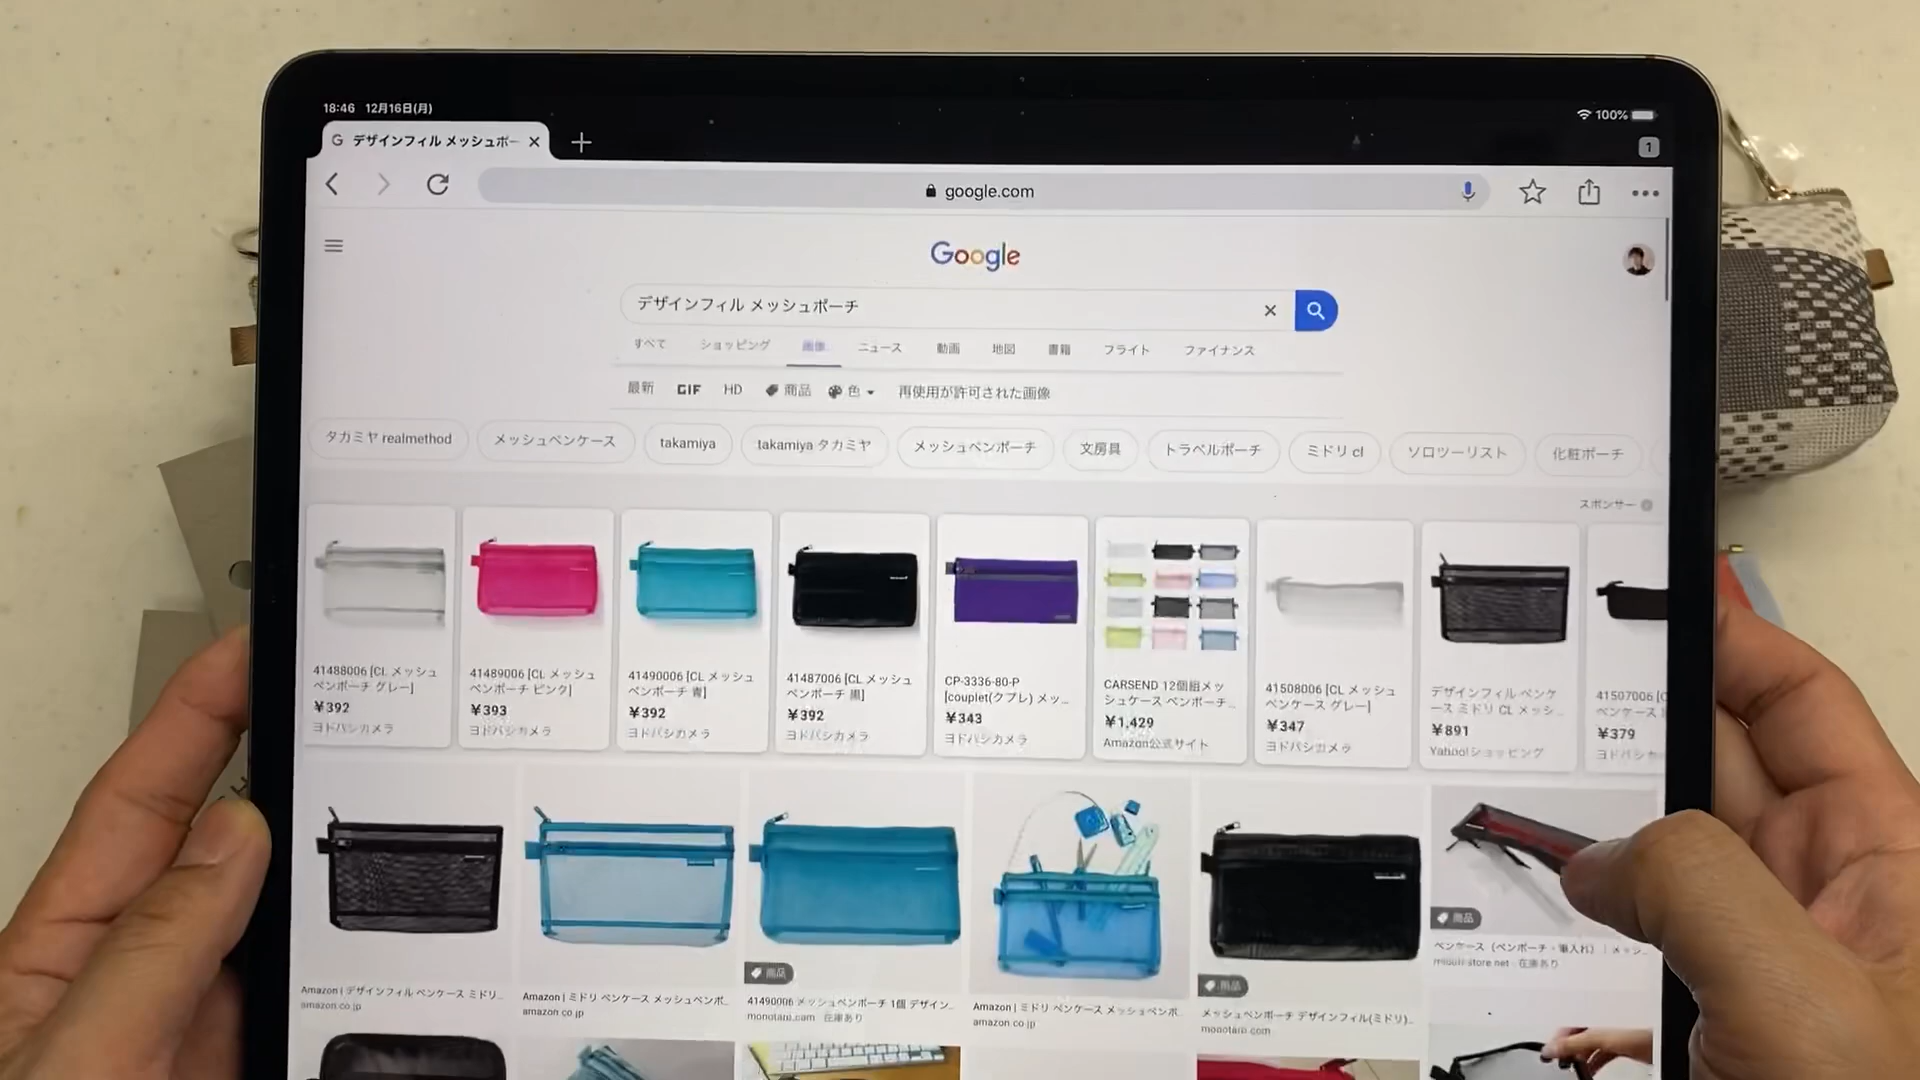 18:46 12月16日(月)
100%
G デザインフィル メッシュポー
1
google.com
Google
デザインフィル メッシュポーチ
すべて ショッピング 画像 ニュース 動画 地図 書籍 フライト ファイナンス
最新 GIF HD 商品 色 再使用が許可された画像
タカミヤ realmethod メッシュペンケース takamiya takamiya タカミヤ メッシュペンポーチ 文房具 トラベルポーチ ミドリ cl ソロツーリスト 化粧ポーチ
スポンサー
41488006 [CL メッシュ
ペンポーチ グレー]
¥392
ヨドバシカメラ
41489006 [CL メッシュ
ペンポーチ ピンク]
¥393
ヨドバシカメラ
41490006 [CL メッシュ
ペンポーチ 青]
¥392
ヨドバシカメラ
41487006 [CL メッシュ
ペンポーチ 黒]
¥392
ヨドバシカメラ
CP-3336-80-P
[couplet(クプレ) メッ...
¥343
ヨドバシカメラ
CARSEND 12個組メッ
シュケース ペンポーチ...
¥1,429
Amazon公式サイト
41508006 [CL メッシュ
ペンケース グレー]
¥347
ヨドバシカメラ
デザインフィル ペンケ
ース ミドリ CL メッシ...
¥891
Yahoo!ショッピング
41507006 [C
ペンケース
¥379
ヨドバシカ
Amazon | デザインフィル ペンケース ミドリ...
amazon.co.jp
Amazon | ミドリ ペンケース メッシュペンポ...
amazon.co.jp
商品
41490006 メッシュペンポーチ 1個 デザイン...
monotaro.com 在庫あり
Amazon | ミドリ ペンケース メッシュペンポ...
amazon.co.jp
商品
メッシュペンポーチ デザインフィル(ミドリ)...
monotaro.com
商品
ペンケース（ペンポーチ・筆入れ）｜メッシ...
midori-store.net 在庫あり